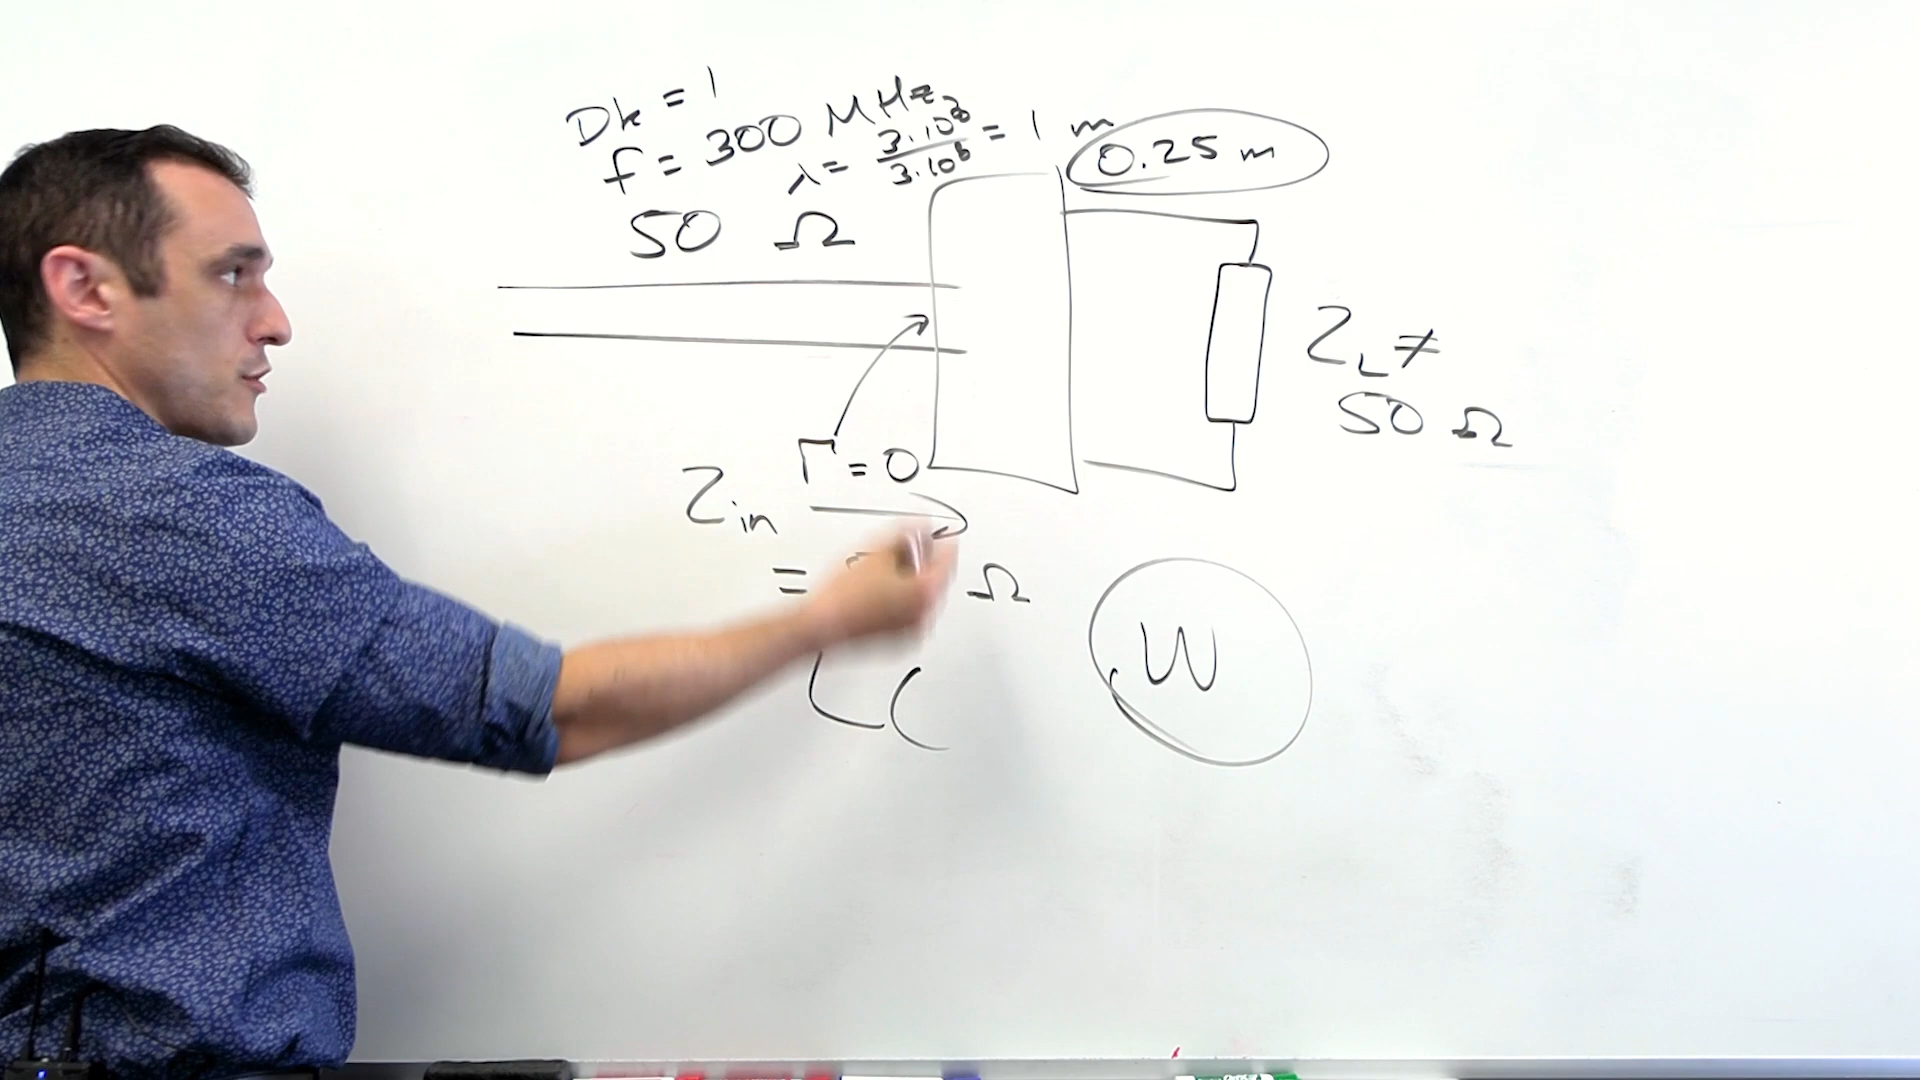 Dk = 1
f = 300 MHz
λ = 3·10⁸ / 3·10⁸ = 1 m
0.25 m
50 Ω
Z_L ≠
50 Ω
Γ = 0
Z_in
= Ω
W